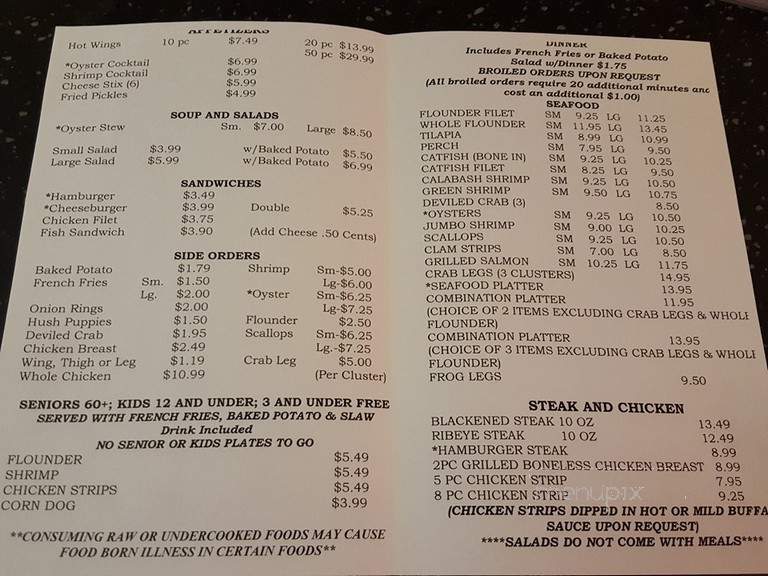 APPETIZERS
Hot Wings 10 pc $7.49 20 pc $13.99
50 pc $29.99
*Oyster Cocktail $6.99
Shrimp Cocktail $6.99
Cheese Stix (6) $5.99
Fried Pickles $4.99
SOUP AND SALADS
*Oyster Stew Sm. $7.00 Large $8.50
Small Salad $3.99 w/Baked Potato $5.50
Large Salad $5.99 w/Baked Potato $6.99
SANDWICHES
*Hamburger $3.49
*Cheeseburger $3.99 Double $5.25
Chicken Filet $3.75
Fish Sandwich $3.90 (Add Cheese .50 Cents)
SIDE ORDERS
Baked Potato $1.79 Shrimp Sm-$5.00
French Fries Sm. $1.50 Lg-$6.00
Lg. $2.00 *Oyster Sm-$6.25
Onion Rings $2.00 Lg-$7.25
Hush Puppies $1.50 Flounder $2.50
Deviled Crab $1.95 Scallops Sm-$6.25
Chicken Breast $2.49 Lg.-$7.25
Wing, Thigh or Leg $1.19 Crab Leg $5.00
Whole Chicken $10.99 (Per Cluster)
SENIORS 60+; KIDS 12 AND UNDER; 3 AND UNDER FREE
SERVED WITH FRENCH FRIES, BAKED POTATO & SLAW
Drink Included
NO SENIOR OR KIDS PLATES TO GO
FLOUNDER $5.49
SHRIMP $5.49
CHICKEN STRIPS $5.49
CORN DOG $3.99
**CONSUMING RAW OR UNDERCOOKED FOODS MAY CAUSE
FOOD BORN ILLNESS IN CERTAIN FOODS**
DINNER
Includes French Fries or Baked Potato
Salad w/Dinner $1.75
BROILED ORDERS UPON REQUEST
(All broiled orders require 20 additional minutes and
cost an additional $1.00)
SEAFOOD
FLOUNDER FILET SM 9.25 LG 11.25
WHOLE FLOUNDER SM 11.95 LG 13.45
TILAPIA SM 8.99 LG 10.99
PERCH SM 7.95 LG 9.50
CATFISH (BONE IN) SM 9.25 LG 10.25
CATFISH FILET SM 8.25 LG 9.50
CALABASH SHRIMP SM 9.25 LG 10.50
GREEN SHRIMP SM 9.50 LG 10.75
DEVILED CRAB (3) 8.50
*OYSTERS SM 9.25 LG 10.50
JUMBO SHRIMP SM 9.00 LG 10.25
SCALLOPS SM 9.25 LG 10.50
CLAM STRIPS SM 7.00 LG 8.50
GRILLED SALMON SM 10.25 LG 11.75
CRAB LEGS (3 CLUSTERS) 14.95
*SEAFOOD PLATTER 13.95
COMBINATION PLATTER 11.95
(CHOICE OF 2 ITEMS EXCLUDING CRAB LEGS & WHOLE
FLOUNDER)
COMBINATION PLATTER 13.95
(CHOICE OF 3 ITEMS EXCLUDING CRAB LEGS & WHOLE
FLOUNDER)
FROG LEGS 9.50
STEAK AND CHICKEN
BLACKENED STEAK 10 OZ 13.49
RIBEYE STEAK 10 OZ 12.49
*HAMBURGER STEAK 8.99
2PC GRILLED BONELESS CHICKEN BREAST 8.99
5 PC CHICKEN STRIP 7.95
8 PC CHICKEN STRIP 9.25
menupix
(CHICKEN STRIPS DIPPED IN HOT OR MILD BUFFA
SAUCE UPON REQUEST)
****SALADS DO NOT COME WITH MEALS****